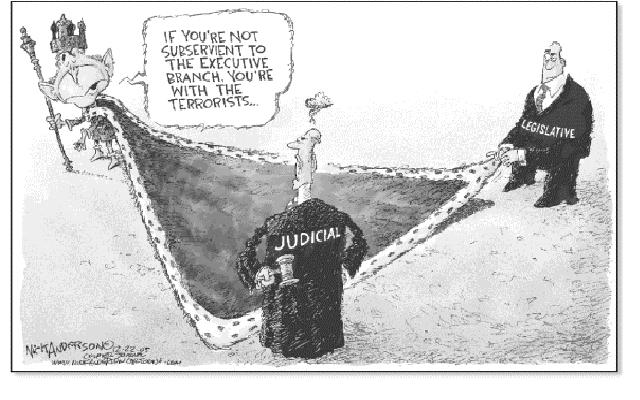 IF YOU'RE NOT
SUBSERVIENT TO
THE EXECUTIVE
BRANCH, YOU'RE
WITH THE
TERRORISTS...
LEGISLATIVE
JUDICIAL
NICK ANDERSON